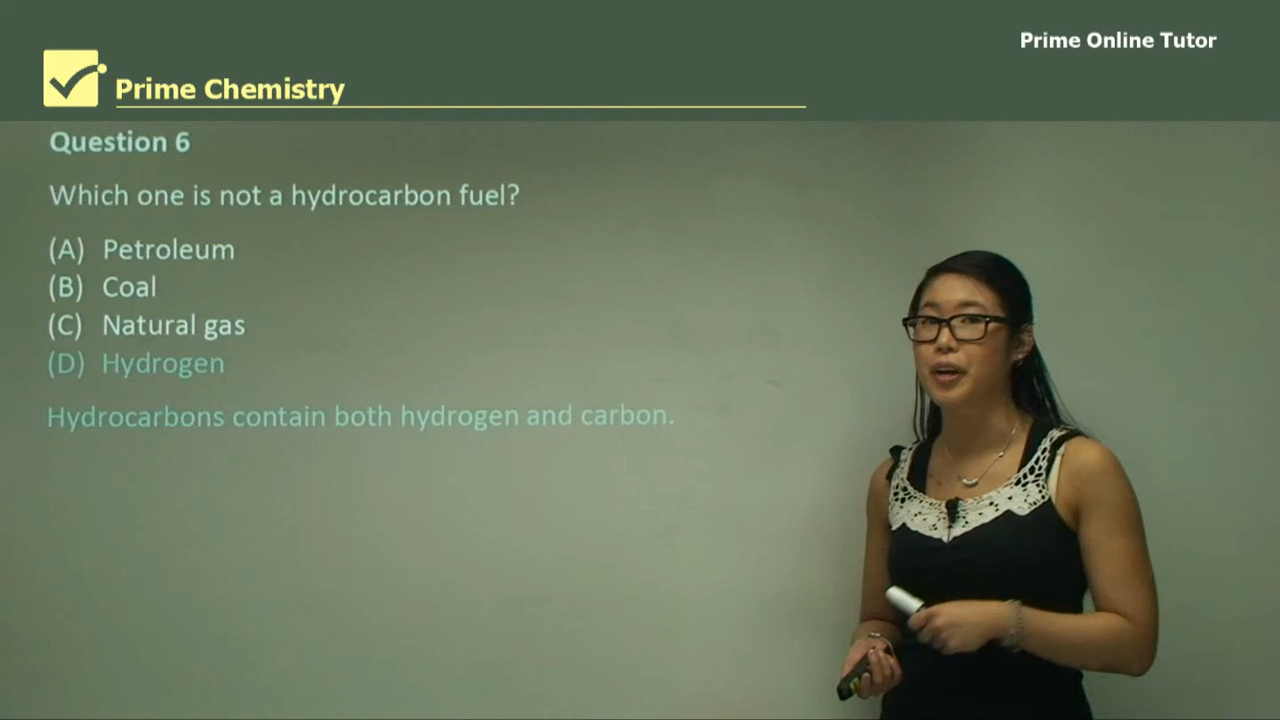 Prime Online Tutor
Prime Chemistry
Question 6
Which one is not a hydrocarbon fuel?
(A) Petroleum
(B) Coal
(C) Natural gas
(D) Hydrogen
Hydrocarbons contain both hydrogen and carbon.